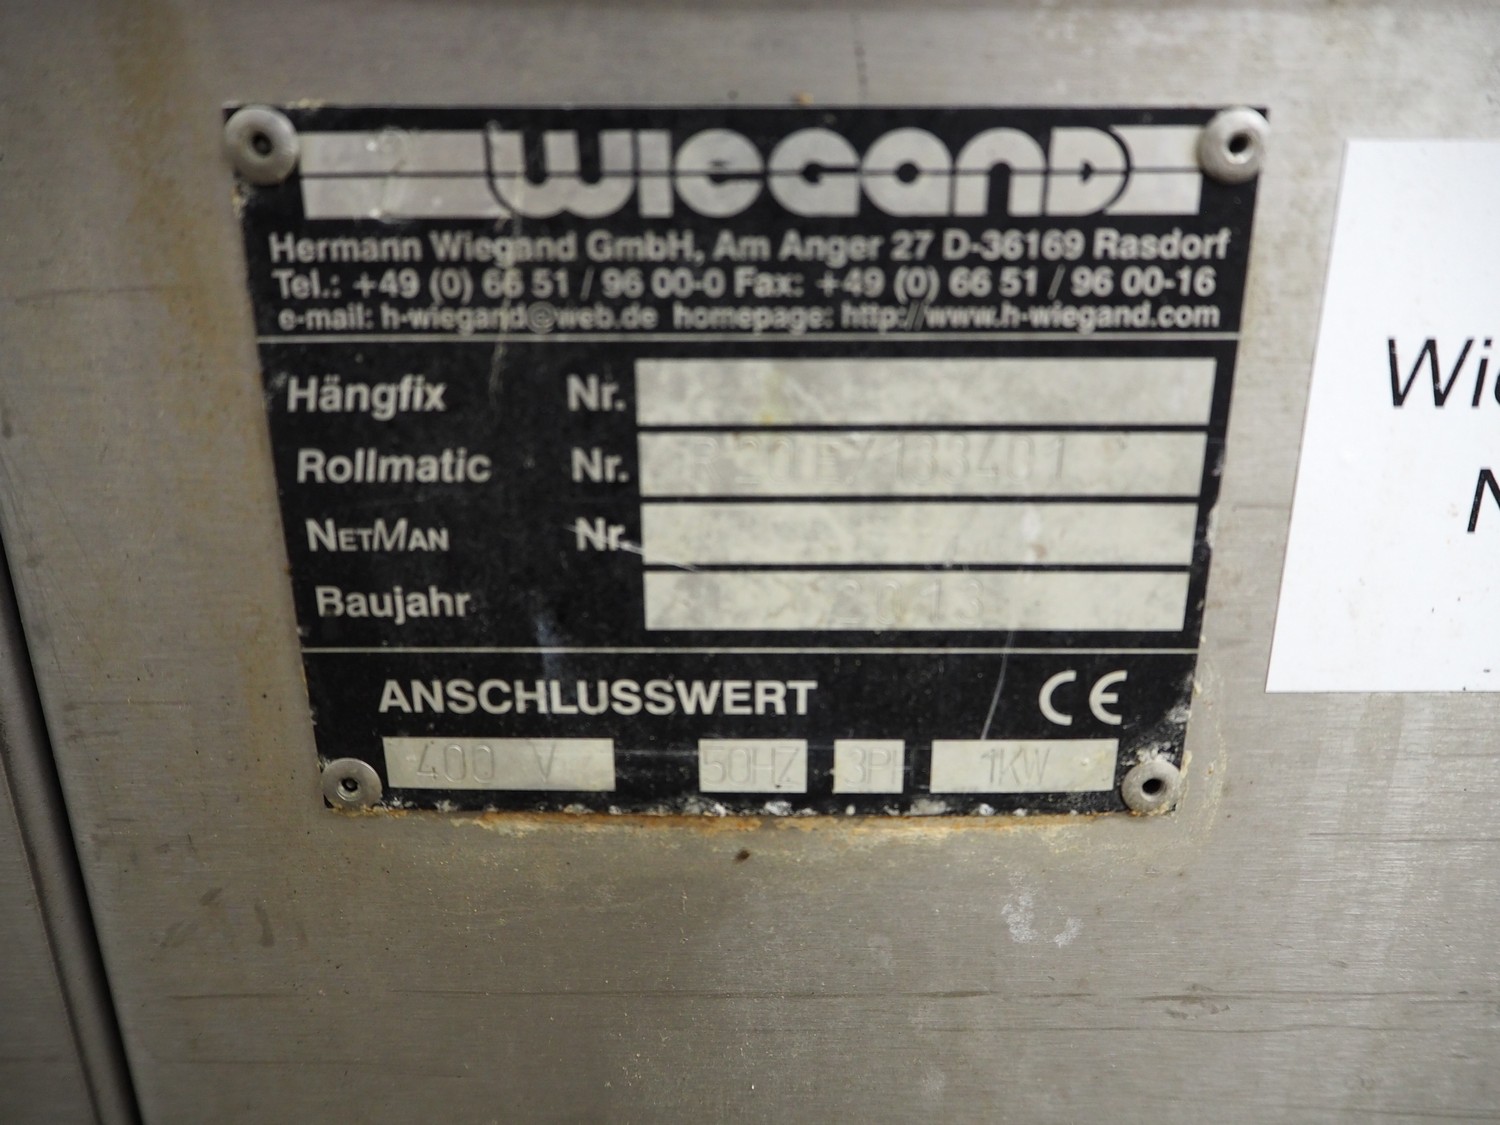 WIEGAND
Hermann Wiegand GmbH, Am Anger 27 D-36169 Rasdorf
Tel.: +49 (0) 66 51 / 96 00-0 Fax: +49 (0) 66 51 / 96 00-16
e-mail: h-wiegand@web.de homepage: http://www.h-wiegand.com
Hängfix Nr.
Rollmatic Nr.
NETMAN Nr.
Baujahr 2013
ANSCHLUSSWERT CE
400 V 50HZ 3PH 1KW